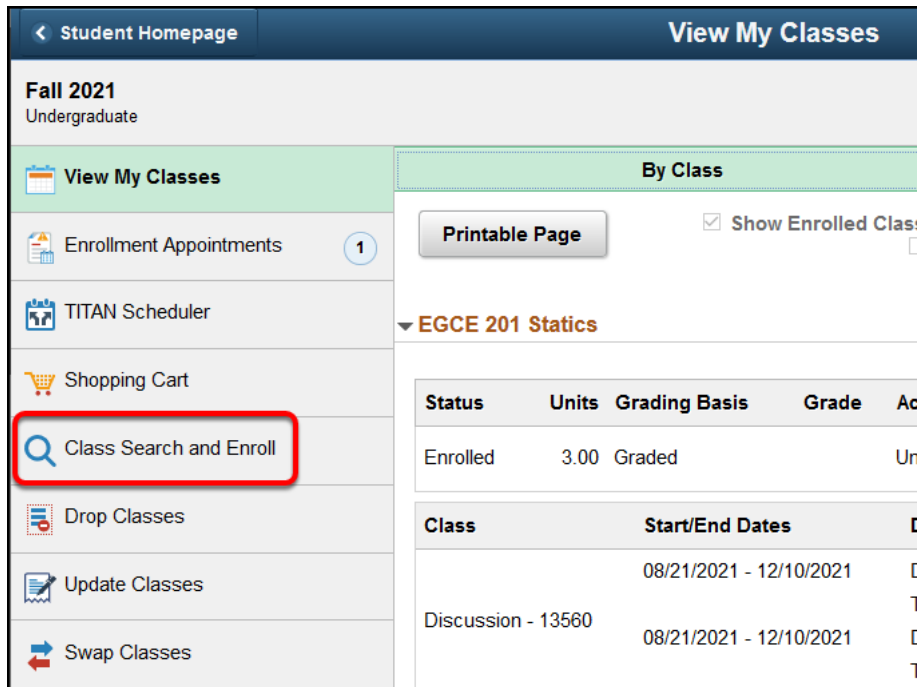 Student Homepage
View My Classes
Fall 2021
Undergraduate
View My Classes
Enrollment Appointments 1
TITAN Scheduler
Shopping Cart
Class Search and Enroll
Drop Classes
Update Classes
Swap Classes
By Class
Printable Page
Show Enrolled Clas
EGCE 201 Statics
Status Units Grading Basis Grade Ac
Enrolled 3.00 Graded Un
Class Start/End Dates D
Discussion - 13560
08/21/2021 - 12/10/2021 D
T
08/21/2021 - 12/10/2021 D
T